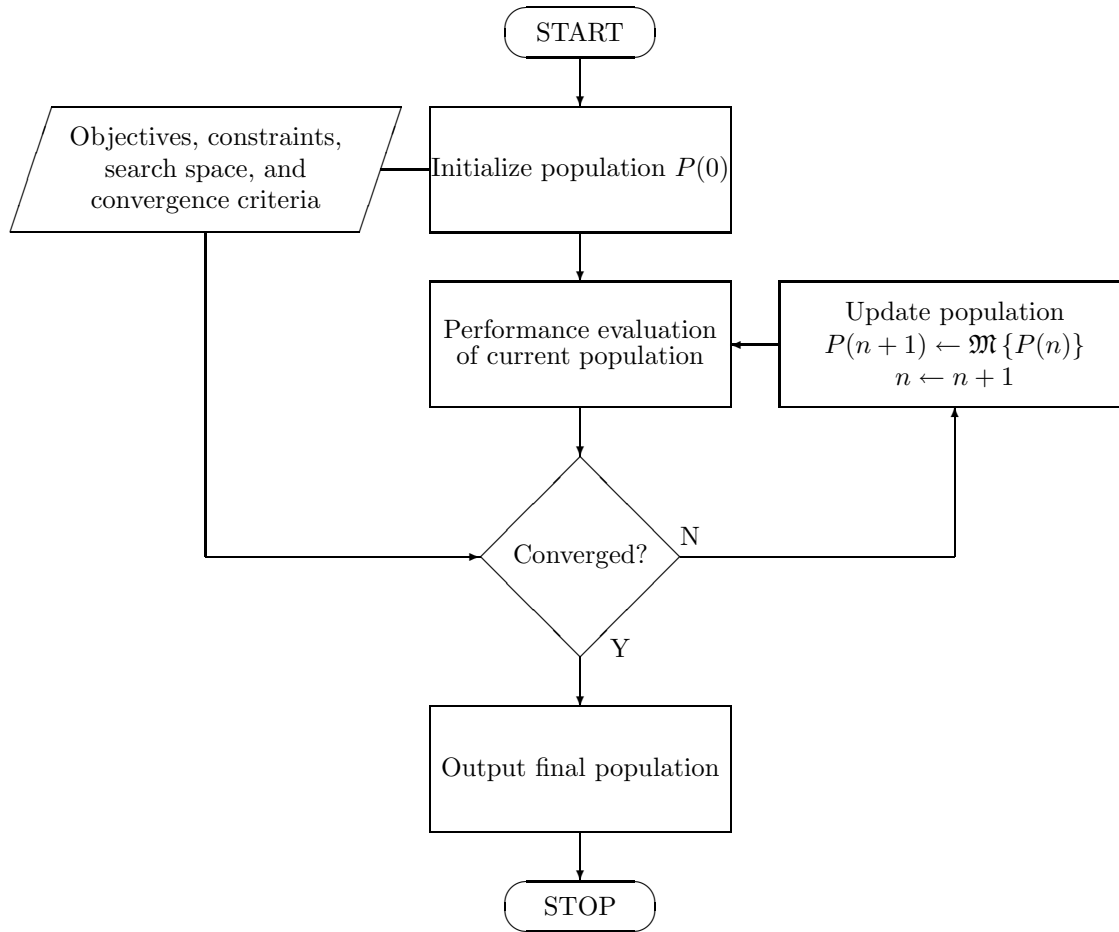 START
Objectives, constraints,
search space, and
convergence criteria
Initialize population P(0)
Performance evaluation
of current population
Update population
P(n + 1) ← 𝔐 {P(n)}
n ← n + 1
Converged?
N
Y
Output final population
STOP